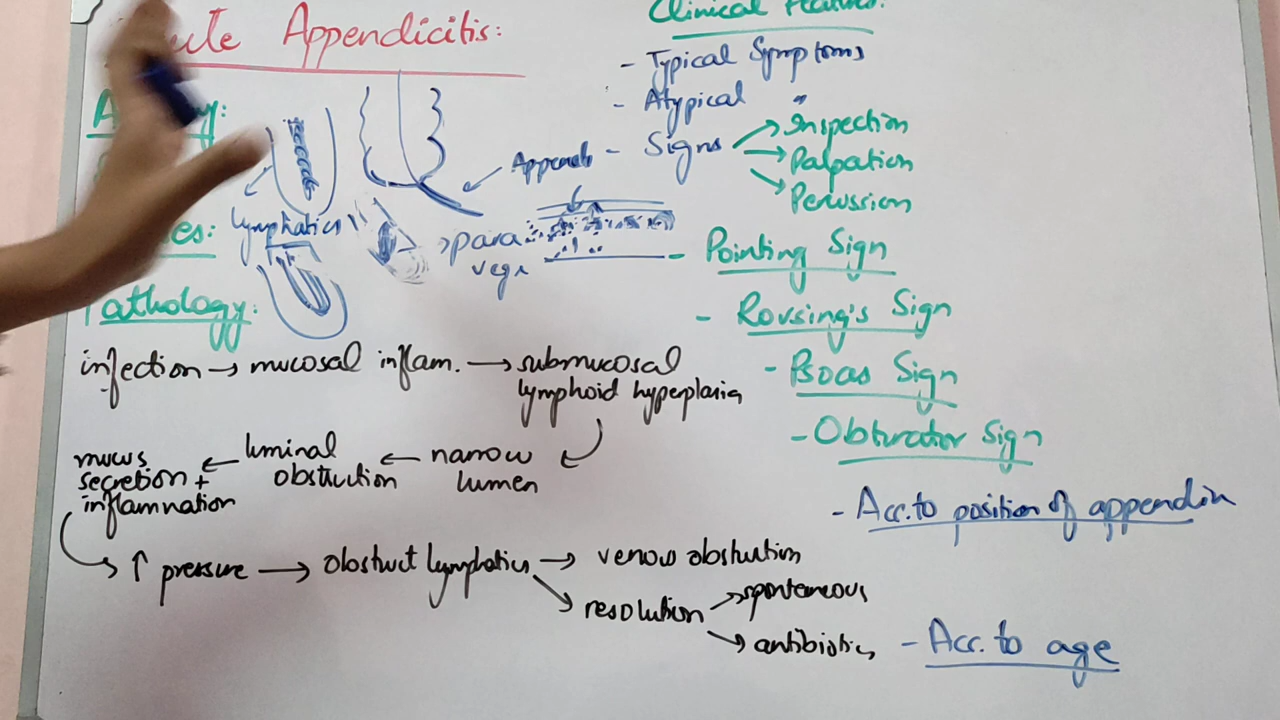 Appendicitis:
Pathology:
lymphatics
para
infection → mucosal inflam. → submucosal
lymphoid hyperplasia
narrow
lumen
← luminal
obstruction
← mucus
secretion +
inflamnation
→ ↑ pressure → obstruct lymphatics → venous obstruction
→ resolution → spontaneous
→ antibiotics
Clinical Features:
- Typical Symptoms
- Atypical "
- Signs → Inspection
→ Palpation
→ Percussion
- Pointing Sign
- Rovsing's Sign
- Psoas Sign
- Obturator Sign
- Acc. to position of appendix
- Acc. to age